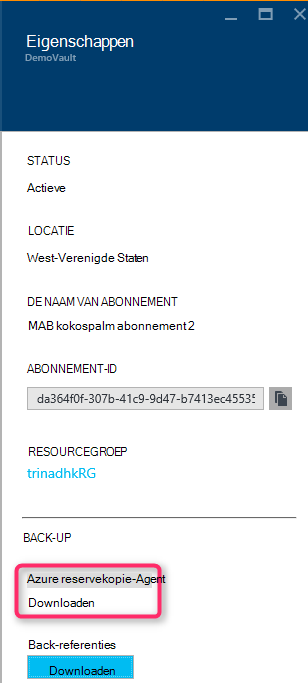 Eigenschappen
DemoVault
STATUS
Actieve
LOCATIE
West-Verenigde Staten
DE NAAM VAN ABONNEMENT
MAB kokospalm abonnement 2
ABONNEMENT-ID
da364f0f-307b-41c9-9d47-b7413ec45535
RESOURCEGROEP
trinadhkRG
BACK-UP
Azure reservekopie-Agent
Downloaden
Back-referenties
Downloaden